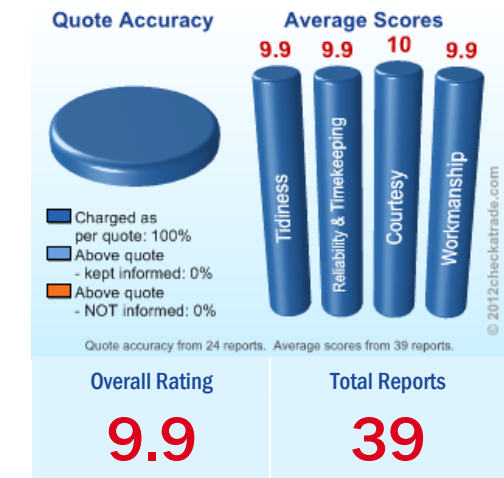 Quote Accuracy
Average Scores
9.9
9.9
10
9.9
Tidiness
Reliability & Timekeeping
Courtesy
Workmanship
Charged as
per quote: 100%
Above quote
- kept informed: 0%
Above quote
- NOT informed: 0%
© 2012checkatrade.com
Quote accuracy from 24 reports. Average scores from 39 reports.
Overall Rating
Total Reports
9.9
39